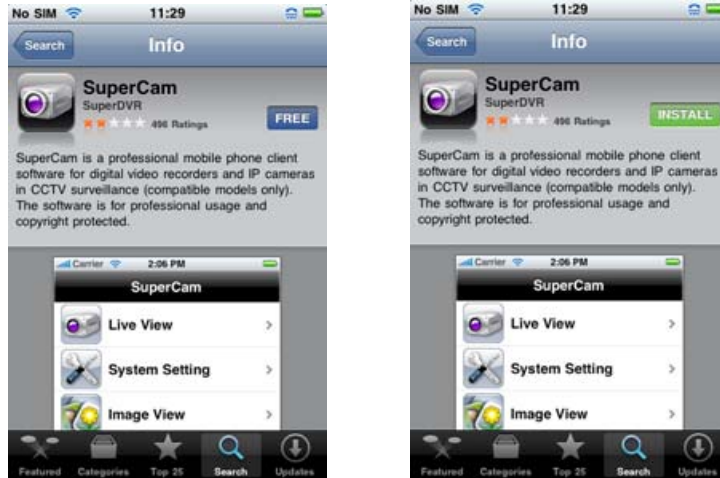 No SIM 11:29
Search Info
SuperCam
SuperDVR
496 Ratings
FREE
SuperCam is a professional mobile phone client
software for digital video recorders and IP cameras
in CCTV surveillance (compatible models only).
The software is for professional usage and
copyright protected.
Carrier 2:06 PM
SuperCam
Live View
System Setting
Image View
Featured Categories Top 25 Search Updates
No SIM 11:29
Search Info
SuperCam
SuperDVR
496 Ratings
INSTALL
SuperCam is a professional mobile phone client
software for digital video recorders and IP cameras
in CCTV surveillance (compatible models only).
The software is for professional usage and
copyright protected.
Carrier 2:06 PM
SuperCam
Live View
System Setting
Image View
Featured Categories Top 25 Search Updates